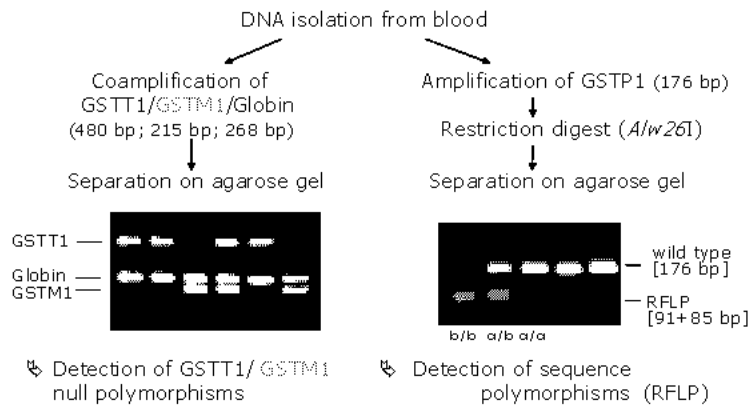 DNA isolation from blood
Coamplification of
GSTT1/GSTM1/Globin
(480 bp; 215 bp; 268 bp)
Separation on agarose gel
GSTT1
Globin
GSTM1
Detection of GSTT1/ GSTM1
null polymorphisms
Amplification of GSTP1 (176 bp)
Restriction digest (Alw26I)
Separation on agarose gel
wild type
[176 bp]
RFLP
[91+85 bp]
b/b a/b a/a
Detection of sequence
polymorphisms (RFLP)